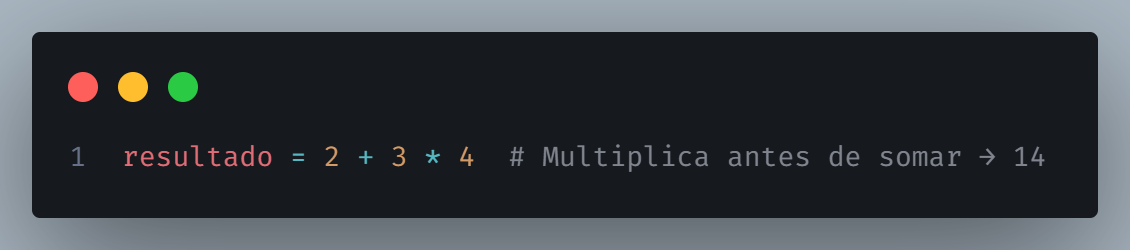 1 resultado = 2 + 3 * 4  # Multiplica antes de somar → 14